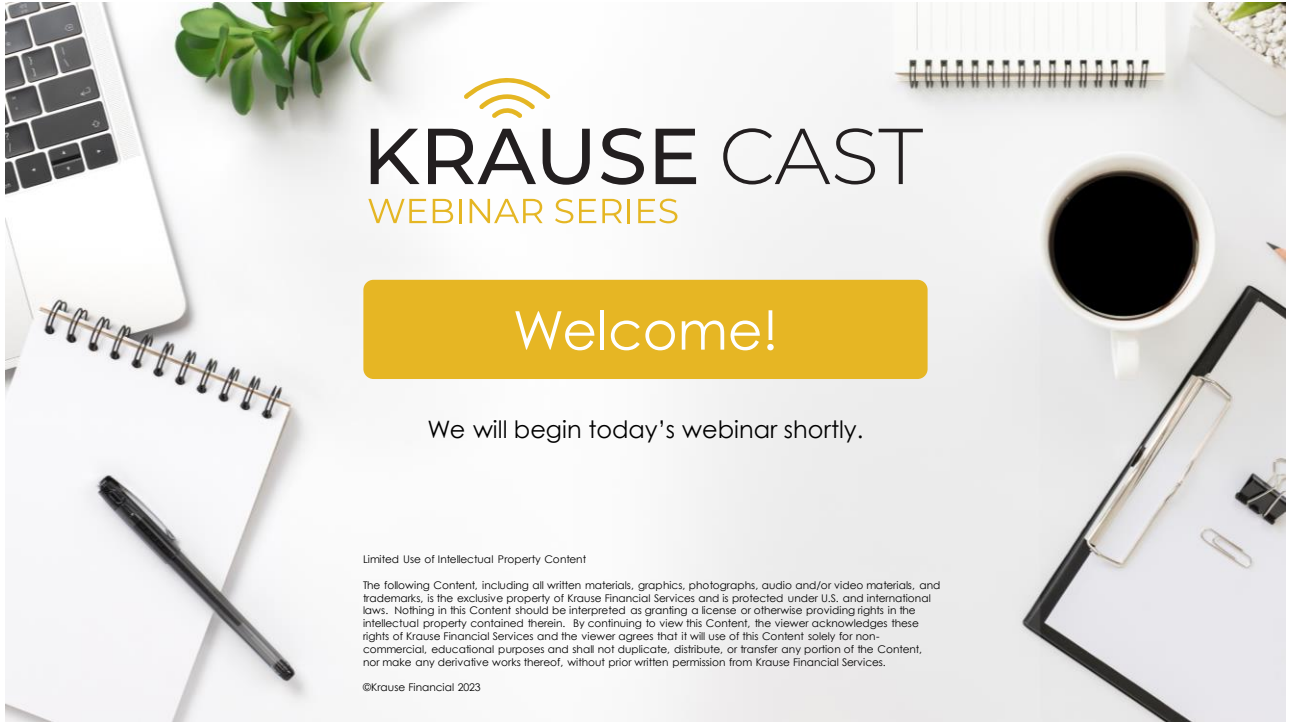 KRAUSE CAST
WEBINAR SERIES
Welcome!
We will begin today's webinar shortly.
Limited Use of Intellectual Property Content
The following Content, including all written materials, graphics, photographs, audio and/or video materials, and
trademarks, is the exclusive property of Krause Financial Services and is protected under U.S. and international
laws. Nothing in this Content should be interpreted as granting a license or otherwise providing rights in the
intellectual property contained therein. By continuing to view this Content, the viewer acknowledges these
rights of Krause Financial Services and the viewer agrees that it will use of this Content solely for non-
commercial, educational purposes and shall not duplicate, distribute, or transfer any portion of the Content,
nor make any derivative works thereof, without prior written permission from Krause Financial Services.
©Krause Financial 2023